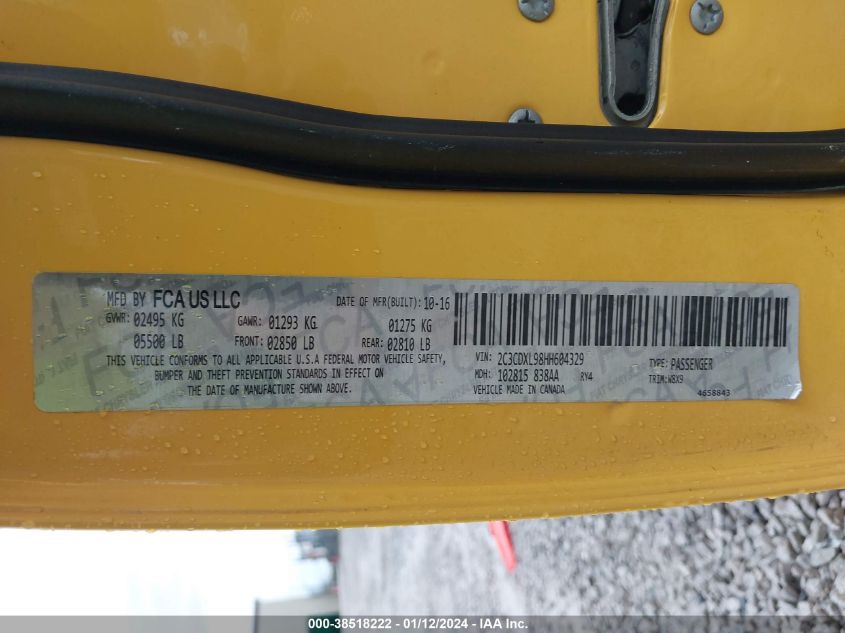 MFD BY FCA US LLC DATE OF MFR(BUILT): 10-16
GVWR: 02495 KG GAWR: 01293 KG 01275 KG
05500 LB FRONT: 02850 LB REAR: 02810 LB
THIS VEHICLE CONFORMS TO ALL APPLICABLE U.S.A FEDERAL MOTOR VEHICLE SAFETY,
BUMPER AND THEFT PREVENTION STANDARDS IN EFFECT ON
THE DATE OF MANUFACTURE SHOWN ABOVE.
VIN: 2C3CDXL98HH604329 TYPE: PASSENGER
MDH: 102815 838AA RY4 TRIM: W8X9
VEHICLE MADE IN CANADA 4658843
000-38518222 - 01/12/2024 - IAA Inc.